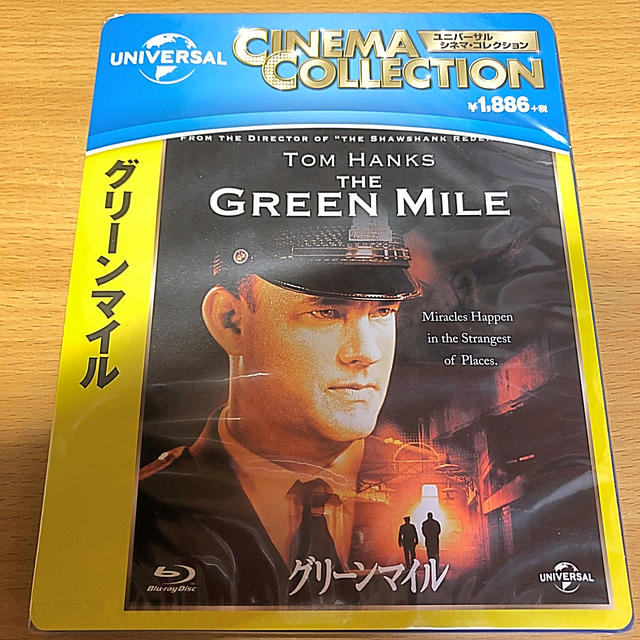 UNIVERSAL
CINEMA
COLLECTION
ユニバーサル
シネマ・コレクション
¥1,886+税
グリーンマイル
FROM THE DIRECTOR OF "THE SHAWSHANK
TOM HANKS
THE
GREEN MILE
Miracles Happen
in the Strangest
of Places.
グリーンマイル
Blu-ray Disc
UNIVERSAL